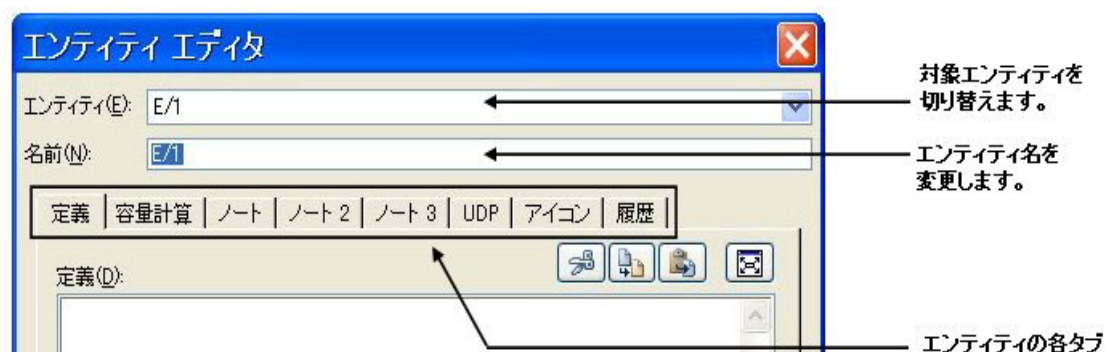 エンティティ エディタ
エンティティ(E): E/1
名前(N): E/1
定義 容量計算 ノート ノート 2 ノート 3 UDP アイコン 履歴
定義(D):
対象エンティティを
切り替えます。
エンティティ名を
変更します。
エンティティの各タブ